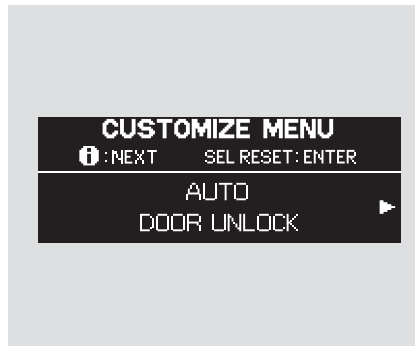 CUSTOMIZE MENU
i:NEXT SEL RESET:ENTER
AUTO
DOOR UNLOCK